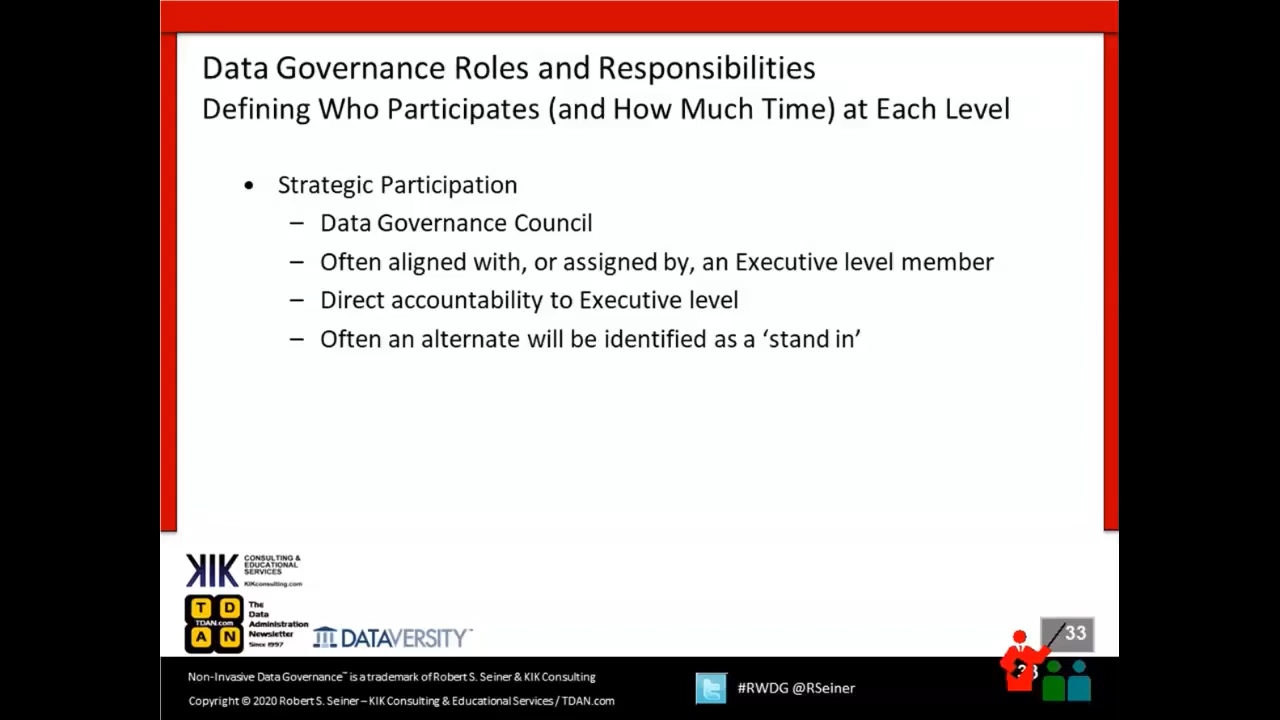 Data Governance Roles and Responsibilities
Defining Who Participates (and How Much Time) at Each Level
• Strategic Participation
– Data Governance Council
– Often aligned with, or assigned by, an Executive level member
– Direct accountability to Executive level
– Often an alternate will be identified as a ‘stand in’
KIK
CONSULTING &
EDUCATIONAL
SERVICES
KIKconsulting.com
T D
TDAN.com
A N
The
Data
Administration
Newsletter
Since 1997
DATAVERSITY™
33
Non-Invasive Data Governance™ is a trademark of Robert S. Seiner & KIK Consulting
Copyright © 2020 Robert S. Seiner – KIK Consulting & Educational Services / TDAN.com
#RWDG @RSeiner